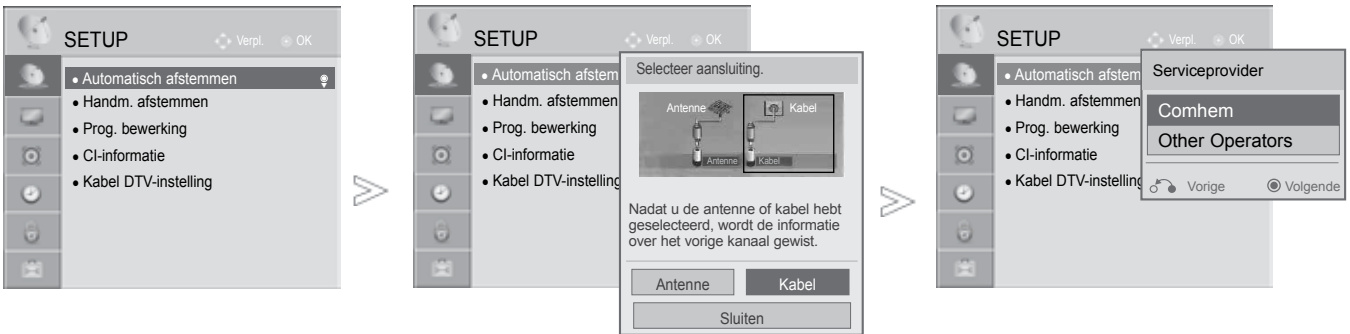 SETUP
Verpl. OK
• Automatisch afstemmen
• Handm. afstemmen
• Prog. bewerking
• CI-informatie
• Kabel DTV-instelling
SETUP
Verpl. OK
• Automatisch afstem
• Handm. afstemmen
• Prog. bewerking
• CI-informatie
• Kabel DTV-instelling
Selecteer aansluiting.
Antenne Kabel
Antenne Kabel
Nadat u de antenne of kabel hebt
geselecteerd, wordt de informatie
over het vorige kanaal gewist.
Antenne Kabel
Sluiten
SETUP
Verpl. OK
• Automatisch afstem
• Handm. afstemmen
• Prog. bewerking
• CI-informatie
• Kabel DTV-instelling
Serviceprovider
Comhem
Other Operators
Vorige Volgende